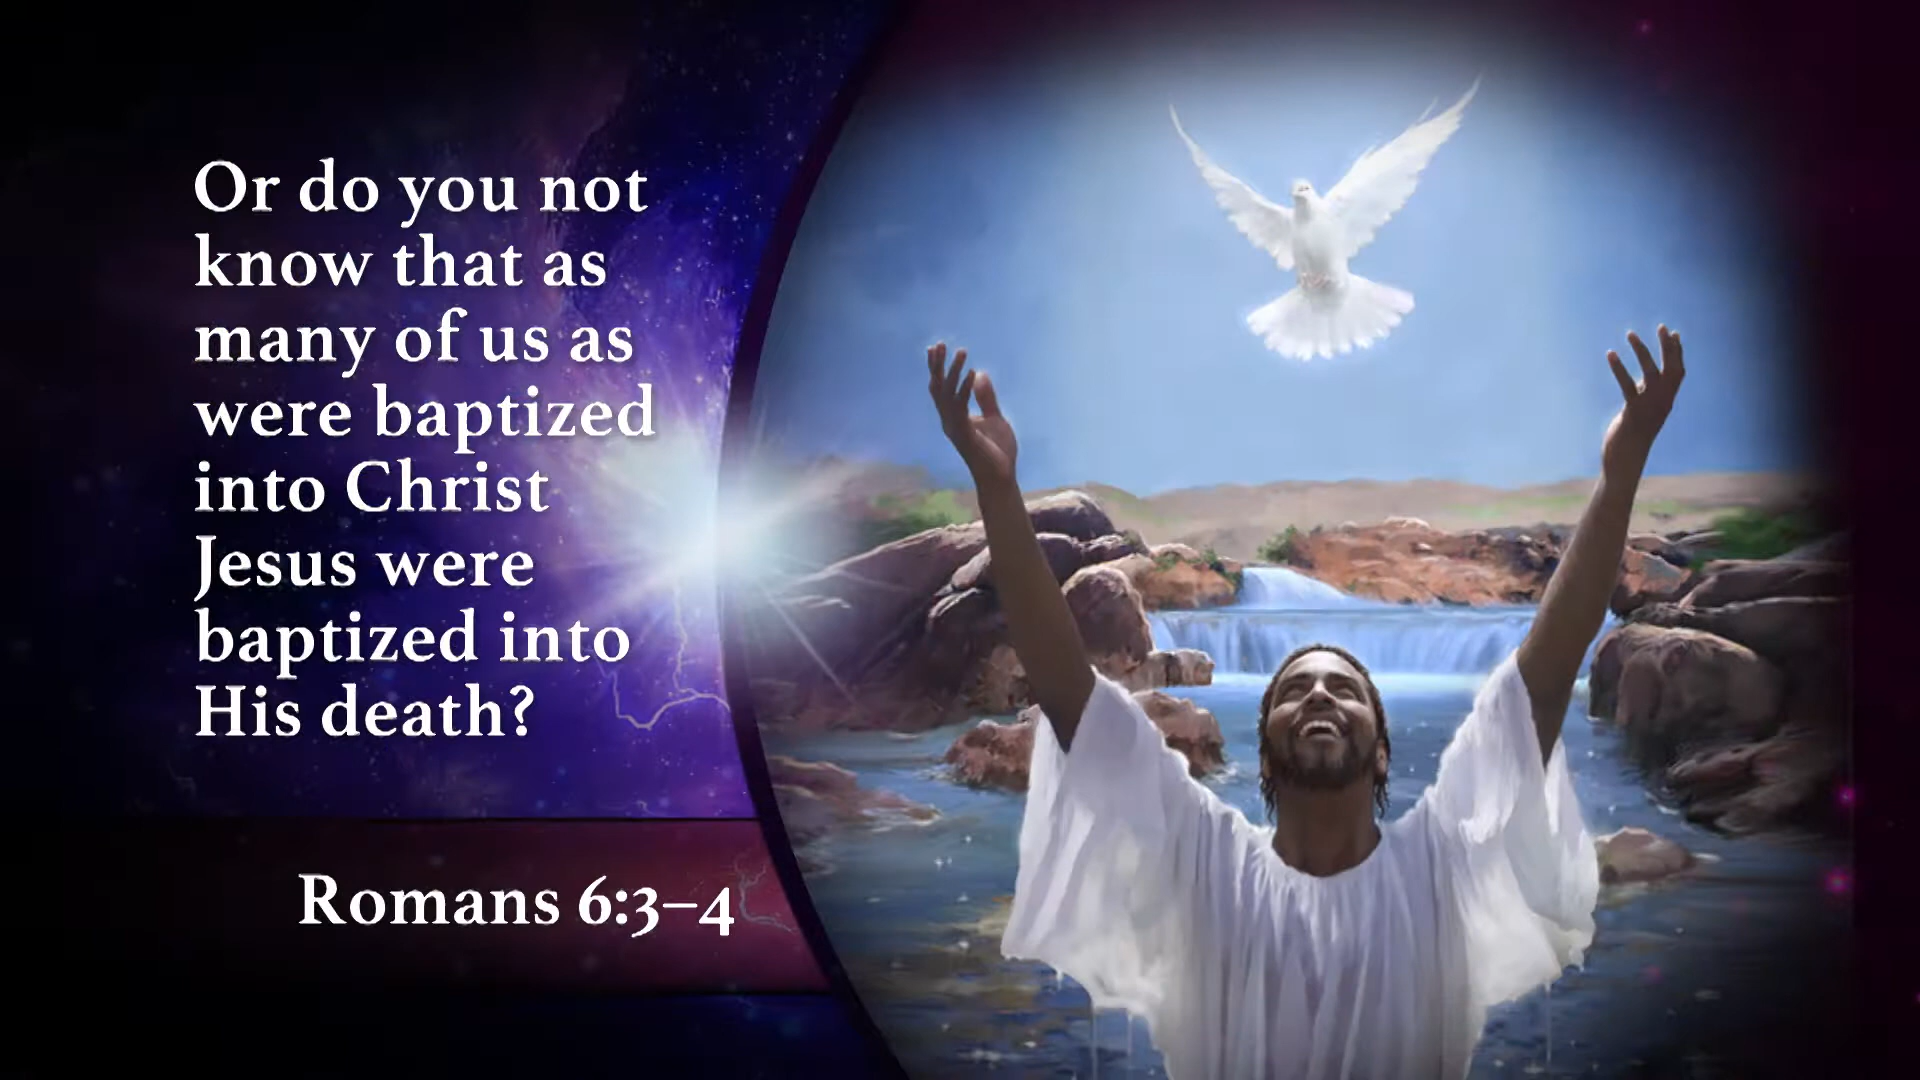 Or do you not
know that as
many of us as
were baptized
into Christ
Jesus were
baptized into
His death?
Romans 6:3–4